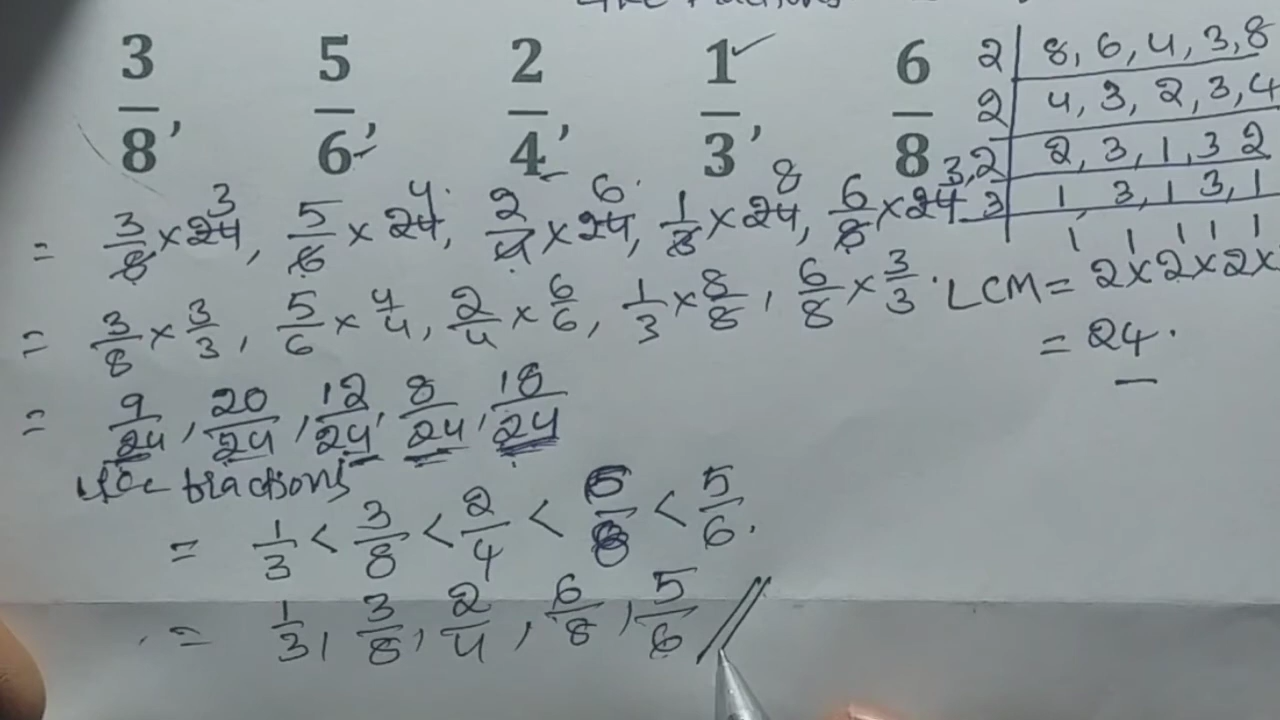 3/8, 5/6, 2/4, 1/3, 6/8
2 | 8, 6, 4, 3, 8
2 | 4, 3, 2, 3, 4
2 | 2, 3, 1, 3 2
3 | 1, 3, 1 3, 1
1 1 1 1 1
= 3/8 × 24 3, 5/6 × 24 4, 2/4 × 24 6, 1/3 × 24 8, 6/8 × 24 3,
= 3/8 × 3/3, 5/6 × 4/4, 2/4 × 6/6, 1/3 × 8/8, 6/8 × 3/3.
LCM = 2×2×2×
= 24.
= 9/24, 20/24, 12/24, 8/24, 18/24
fractions
= 1/3 < 3/8 < 2/4 < < 5/6.
= 1/3, 3/8, 2/4, 6/8, 5/6 //